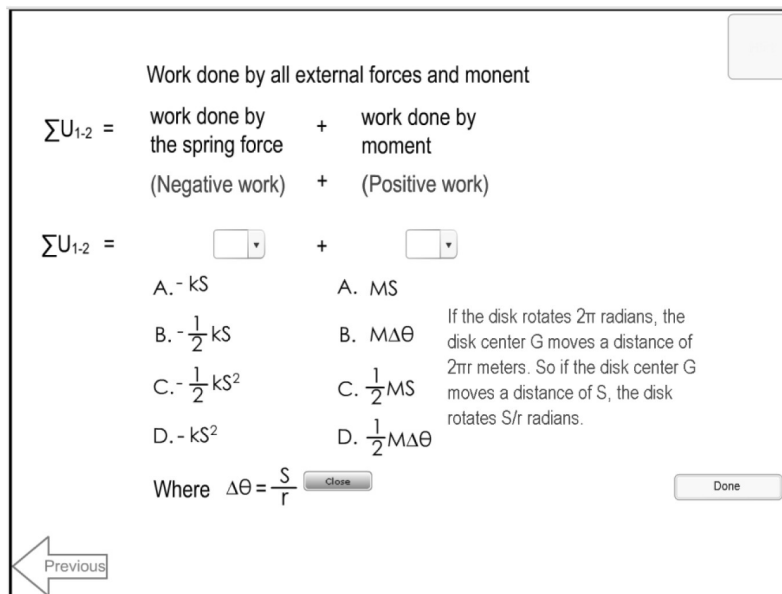 Work done by all external forces and monent
∑U₁₋₂ = work done by the spring force + work done by moment
(Negative work) + (Positive work)
∑U₁₋₂ = +
A. - kS A. MS
B. - 1/2 kS B. MΔθ
C. - 1/2 kS² C. 1/2 MS
D. - kS² D. 1/2 MΔθ
If the disk rotates 2π radians, the
disk center G moves a distance of
2πr meters. So if the disk center G
moves a distance of S, the disk
rotates S/r radians.
Where Δθ = S/r Close
Done
Previous